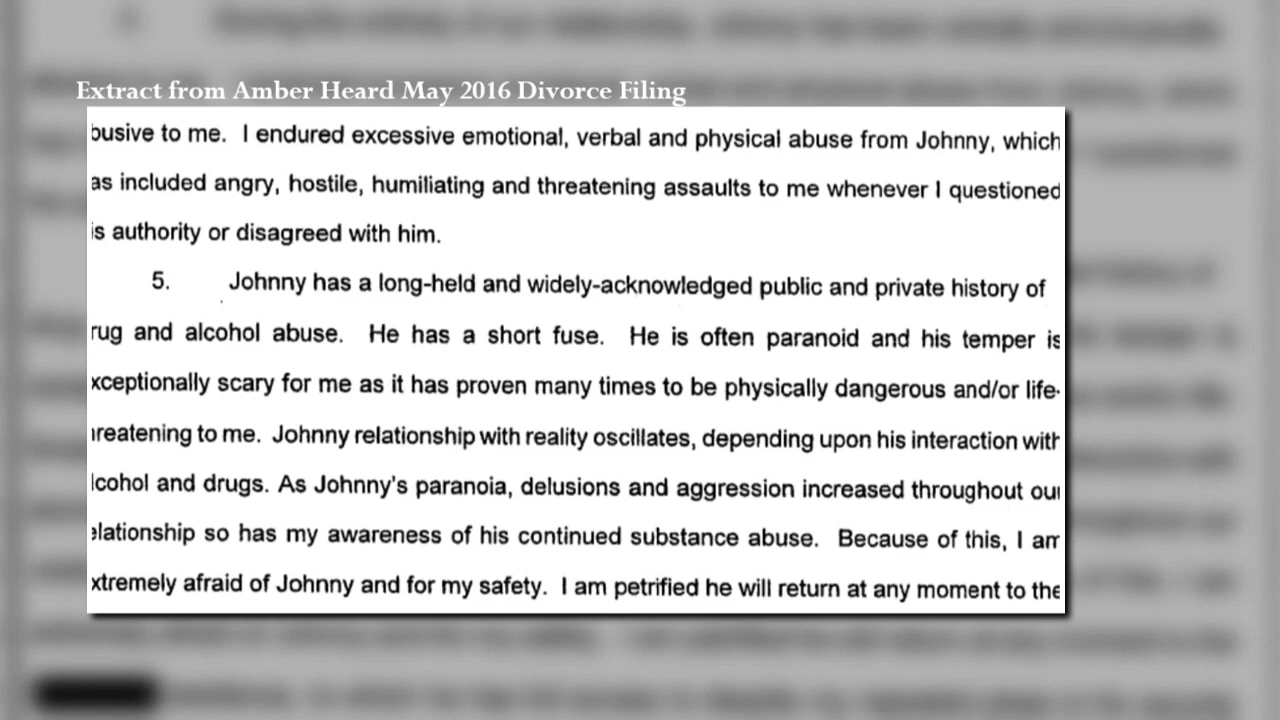 Extract from Amber Heard May 2016 Divorce Filing
busive to me. I endured excessive emotional, verbal and physical abuse from Johnny, which
as included angry, hostile, humiliating and threatening assaults to me whenever I questioned
is authority or disagreed with him.
5. Johnny has a long-held and widely-acknowledged public and private history of
rug and alcohol abuse. He has a short fuse. He is often paranoid and his temper is
xceptionally scary for me as it has proven many times to be physically dangerous and/or life-
reatening to me. Johnny relationship with reality oscillates, depending upon his interaction with
lcohol and drugs. As Johnny's paranoia, delusions and aggression increased throughout our
elationship so has my awareness of his continued substance abuse. Because of this, I am
xtremely afraid of Johnny and for my safety. I am petrified he will return at any moment to the